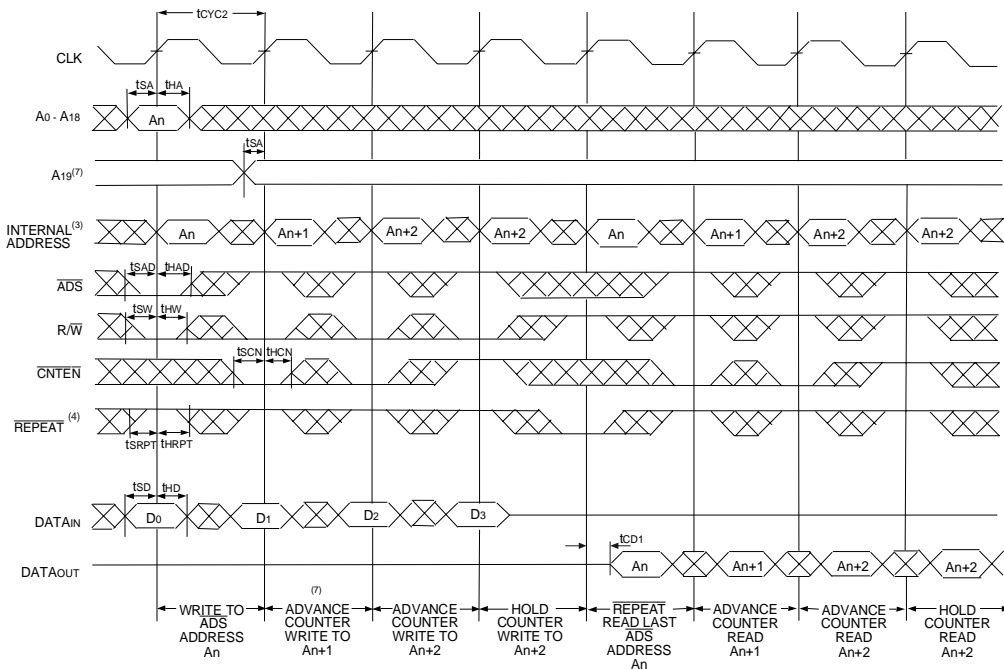 tCYC2
CLK
tSA tHA
A0 - A18 An
tSA
A19(7)
INTERNAL(3) ADDRESS An An+1 An+2 An+2 An An+1 An+2 An+2
tSAD tHAD
ADS
tSW tHW
R/W
tSCN tHCN
CNTEN
REPEAT (4)
tSRPT tHRPT
tSD tHD
DATAIN D0 D1 D2 D3
tCD1
DATAOUT An An+1 An+2 An+2
(7)
WRITE TO ADS ADDRESS An
ADVANCE COUNTER WRITE TO An+1
ADVANCE COUNTER WRITE TO An+2
HOLD COUNTER WRITE TO An+2
REPEAT READ LAST ADS ADDRESS An
ADVANCE COUNTER READ An+1
ADVANCE COUNTER READ An+2
HOLD COUNTER READ An+2